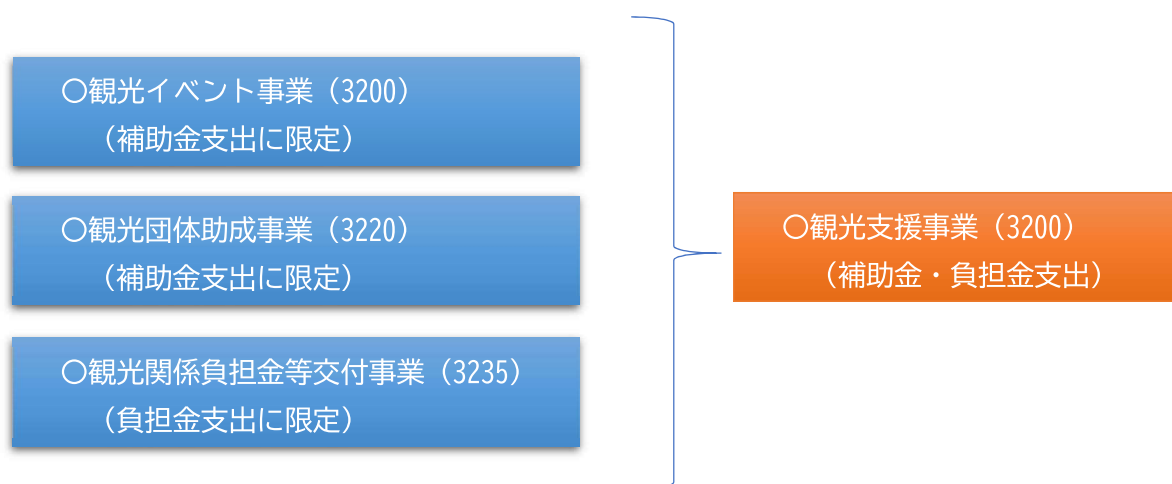 〇観光イベント事業（3200）
（補助金支出に限定）
〇観光団体助成事業（3220）
（補助金支出に限定）
〇観光関係負担金等交付事業（3235）
（負担金支出に限定）
〇観光支援事業（3200）
（補助金・負担金支出）